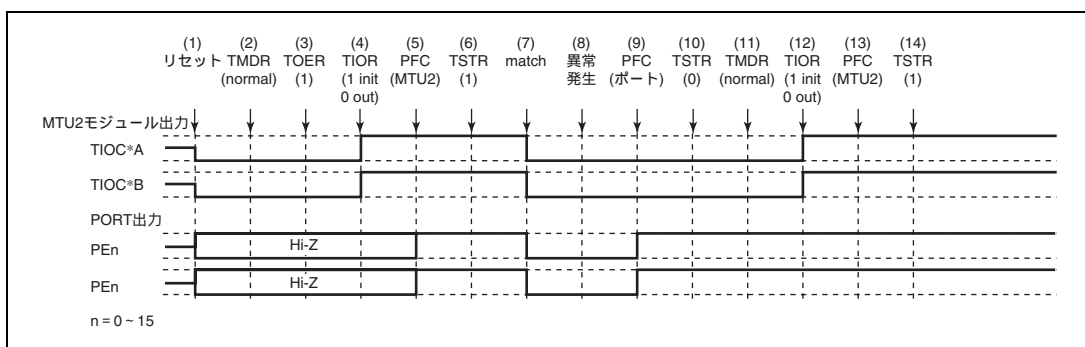 (1) (2) (3) (4) (5) (6) (7) (8) (9) (10) (11) (12) (13) (14)
リセット TMDR TOER TIOR PFC TSTR match 異常 PFC TSTR TMDR TIOR PFC TSTR
(normal) (1) (1 init (MTU2) (1) 発生 (ポート) (0) (normal) (1 init (MTU2) (1)
0 out) 0 out)
MTU2モジュール出力
TIOC*A
TIOC*B
PORT出力
PEn Hi-Z
PEn Hi-Z
n = 0 ~ 15